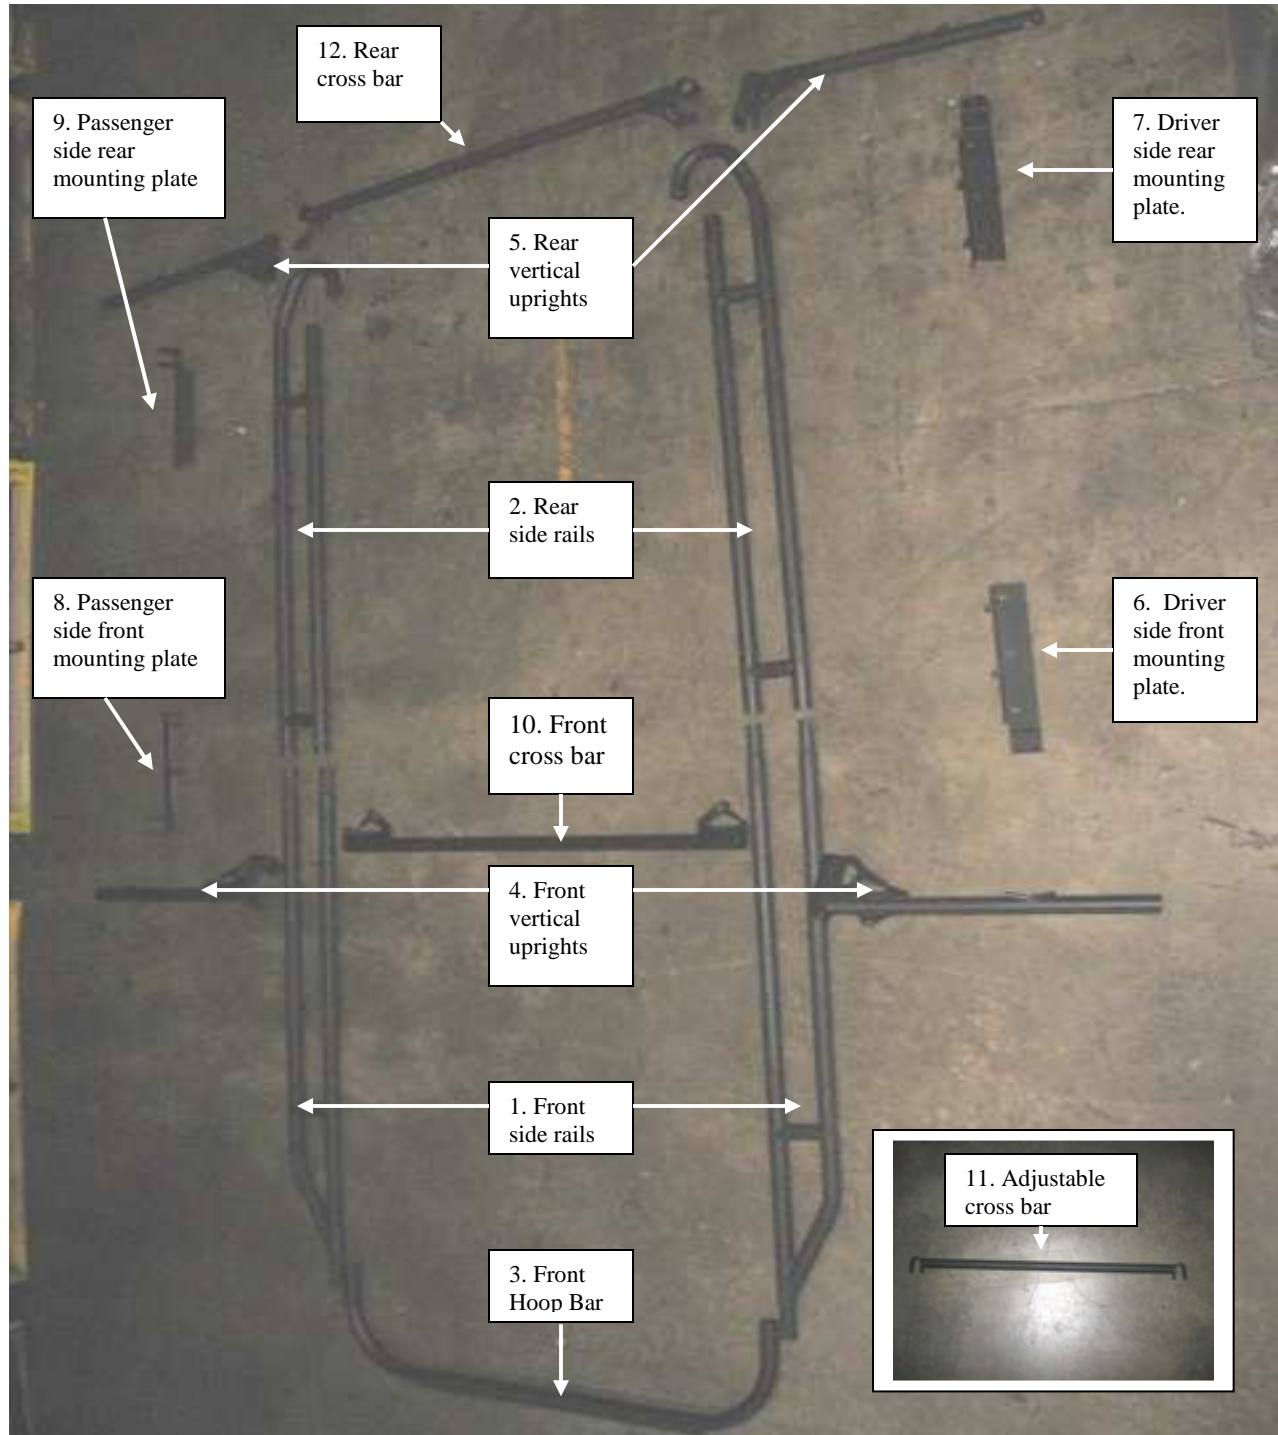 12. Rear
cross bar
9. Passenger
side rear
mounting plate
7. Driver
side rear
mounting
plate.
5. Rear
vertical
uprights
2. Rear
side rails
8. Passenger
side front
mounting plate
6. Driver
side front
mounting
plate.
10. Front
cross bar
4. Front
vertical
uprights
1. Front
side rails
11. Adjustable
cross bar
3. Front
Hoop Bar